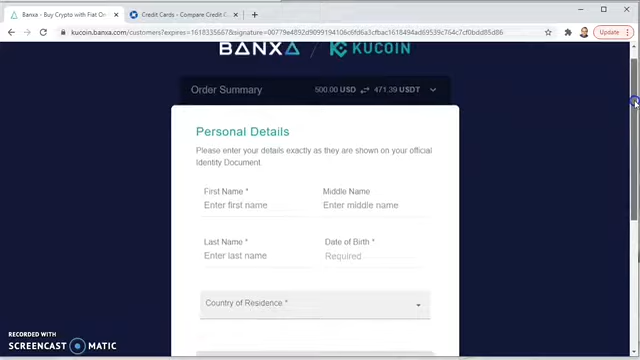 Banxa - Buy Crypto with Fiat On
Credit Cards - Compare Credit C
kucoin.banxa.com/customers?expires=1618335667&signature=
Update
BANXA / KUCOIN
Order Summary 500.00 USD 471.39 USDT
Personal Details
Please enter your details exactly as they are shown on your official
Identity Document
First Name * Middle Name
Enter first name Enter middle name
Last Name * Date of Birth *
Enter last name Required
Country of Residence *
RECORDED WITH
SCREENCAST MATIC